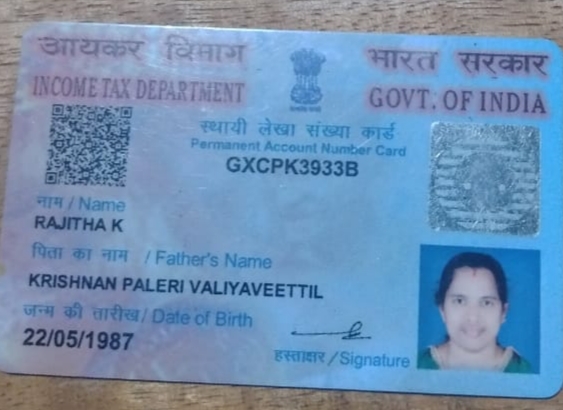 आयकर विभाग
INCOME TAX DEPARTMENT
भारत सरकार
GOVT. OF INDIA
स्थायी लेखा संख्या कार्ड
Permanent Account Number Card
GXCPK3933B
नाम / Name
RAJITHA K
पिता का नाम / Father's Name
KRISHNAN PALERI VALIYAVEETTIL
जन्म की तारीख / Date of Birth
22/05/1987
हस्ताक्षर / Signature